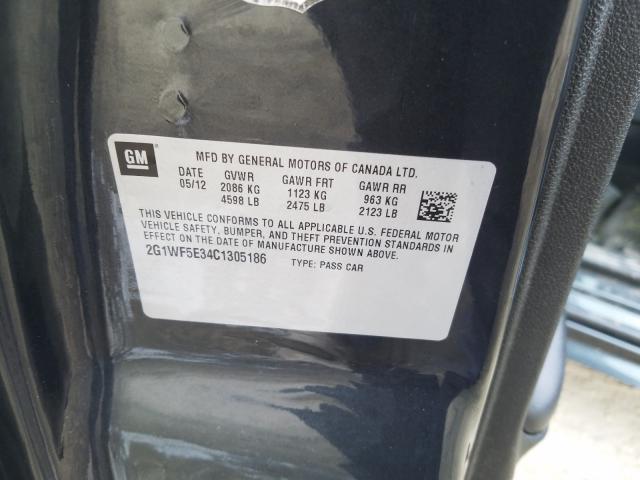 GM
MFD BY GENERAL MOTORS OF CANADA LTD.
DATE GVWR GAWR FRT GAWR RR
05/12 2086 KG 1123 KG 963 KG
4598 LB 2475 LB 2123 LB
THIS VEHICLE CONFORMS TO ALL APPLICABLE U.S. FEDERAL MOTOR
VEHICLE SAFETY, BUMPER, AND THEFT PREVENTION STANDARDS IN
EFFECT ON THE DATE OF MANUFACTURE SHOWN ABOVE.
2G1WF5E34C1305186 TYPE: PASS CAR